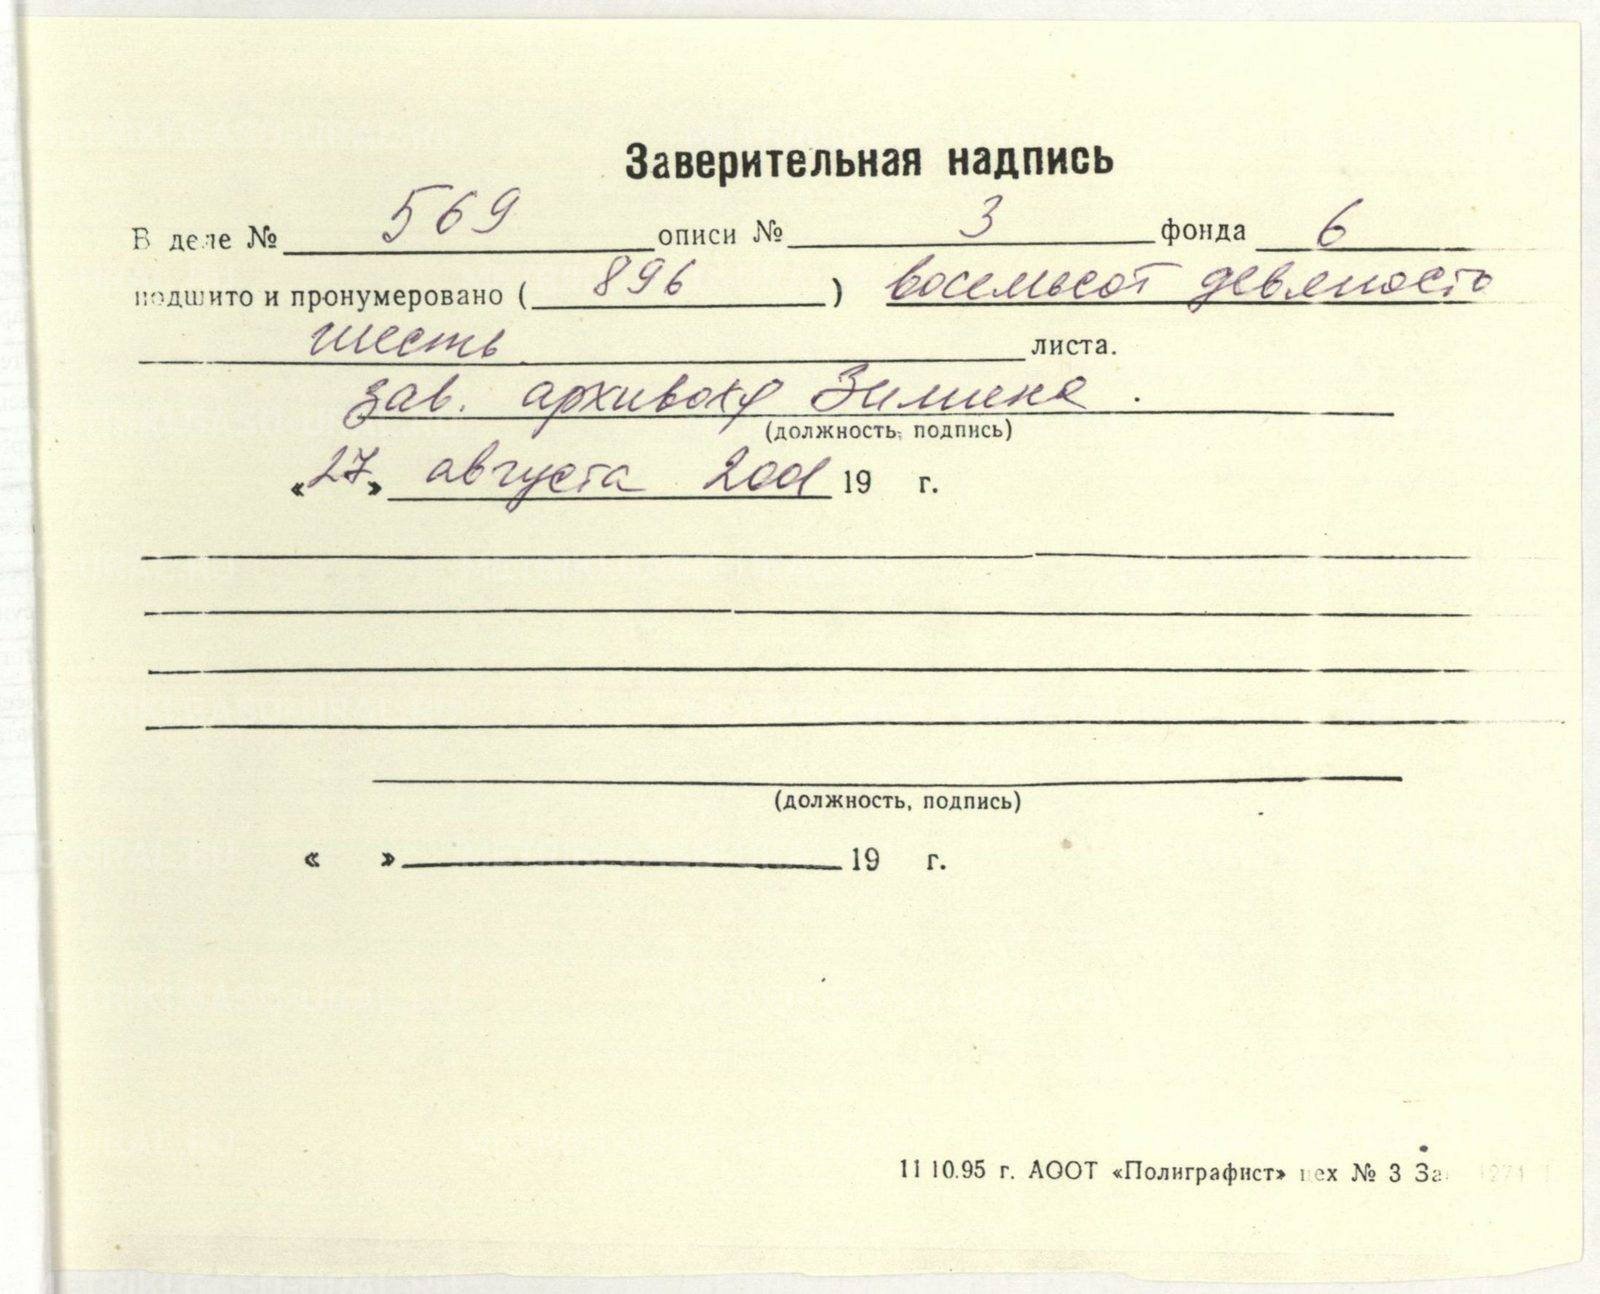 Заверительная надпись
В деле № 569 описи № 3 фонда 6
подшито и пронумеровано ( 896 ) восемьсот девяносто
шесть листа.
зав. архивом Зимина.
(должность, подпись)
«27» августа 2001 19 г.
(должность, подпись)
« » 19 г.
11 10.95 г. АООТ «Полиграфист» цех № 3